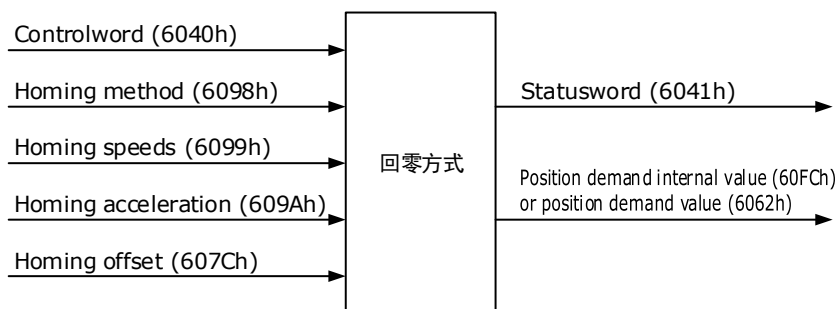 Controlword (6040h)
Homing method (6098h)
Homing speeds (6099h)
Homing acceleration (609Ah)
Homing offset (607Ch)
回零方式
Statusword (6041h)
Position demand internal value (60FCh)
or position demand value (6062h)